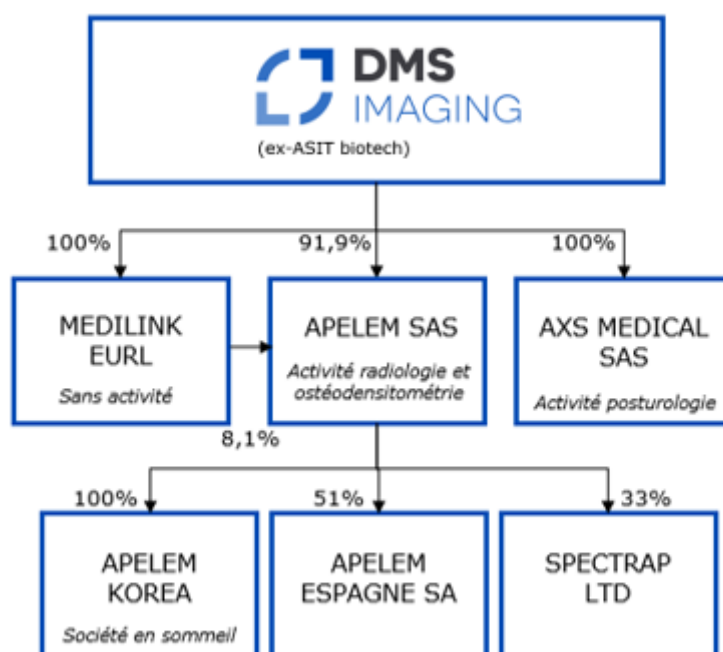 DMS
IMAGING
(ex-ASIT biotech)
100%
91,9%
100%
MEDILINK
EURL
Sans activité
APELEM SAS
Activité radiologie et
ostéodensitométrie
AXS MEDICAL
SAS
Activité posturologie
8,1%
100%
51%
33%
APELEM
KOREA
Société en sommeil
APELEM
ESPAGNE SA
SPECTRAP
LTD